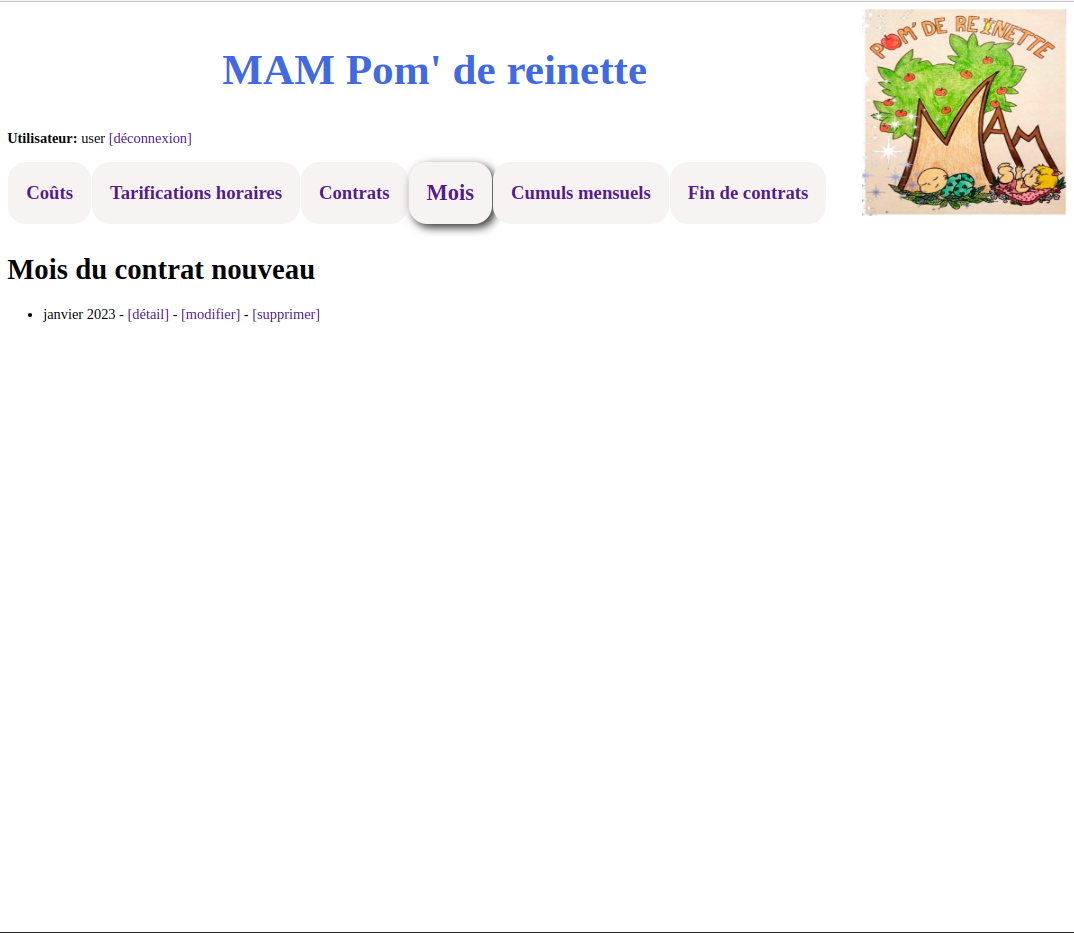 MAM Pom' de reinette
POM' DE REINETTE
MAM
Utilisateur: user [déconnexion]
Coûts Tarifications horaires Contrats Mois Cumuls mensuels Fin de contrats
Mois du contrat nouveau
• janvier 2023 - [détail] - [modifier] - [supprimer]